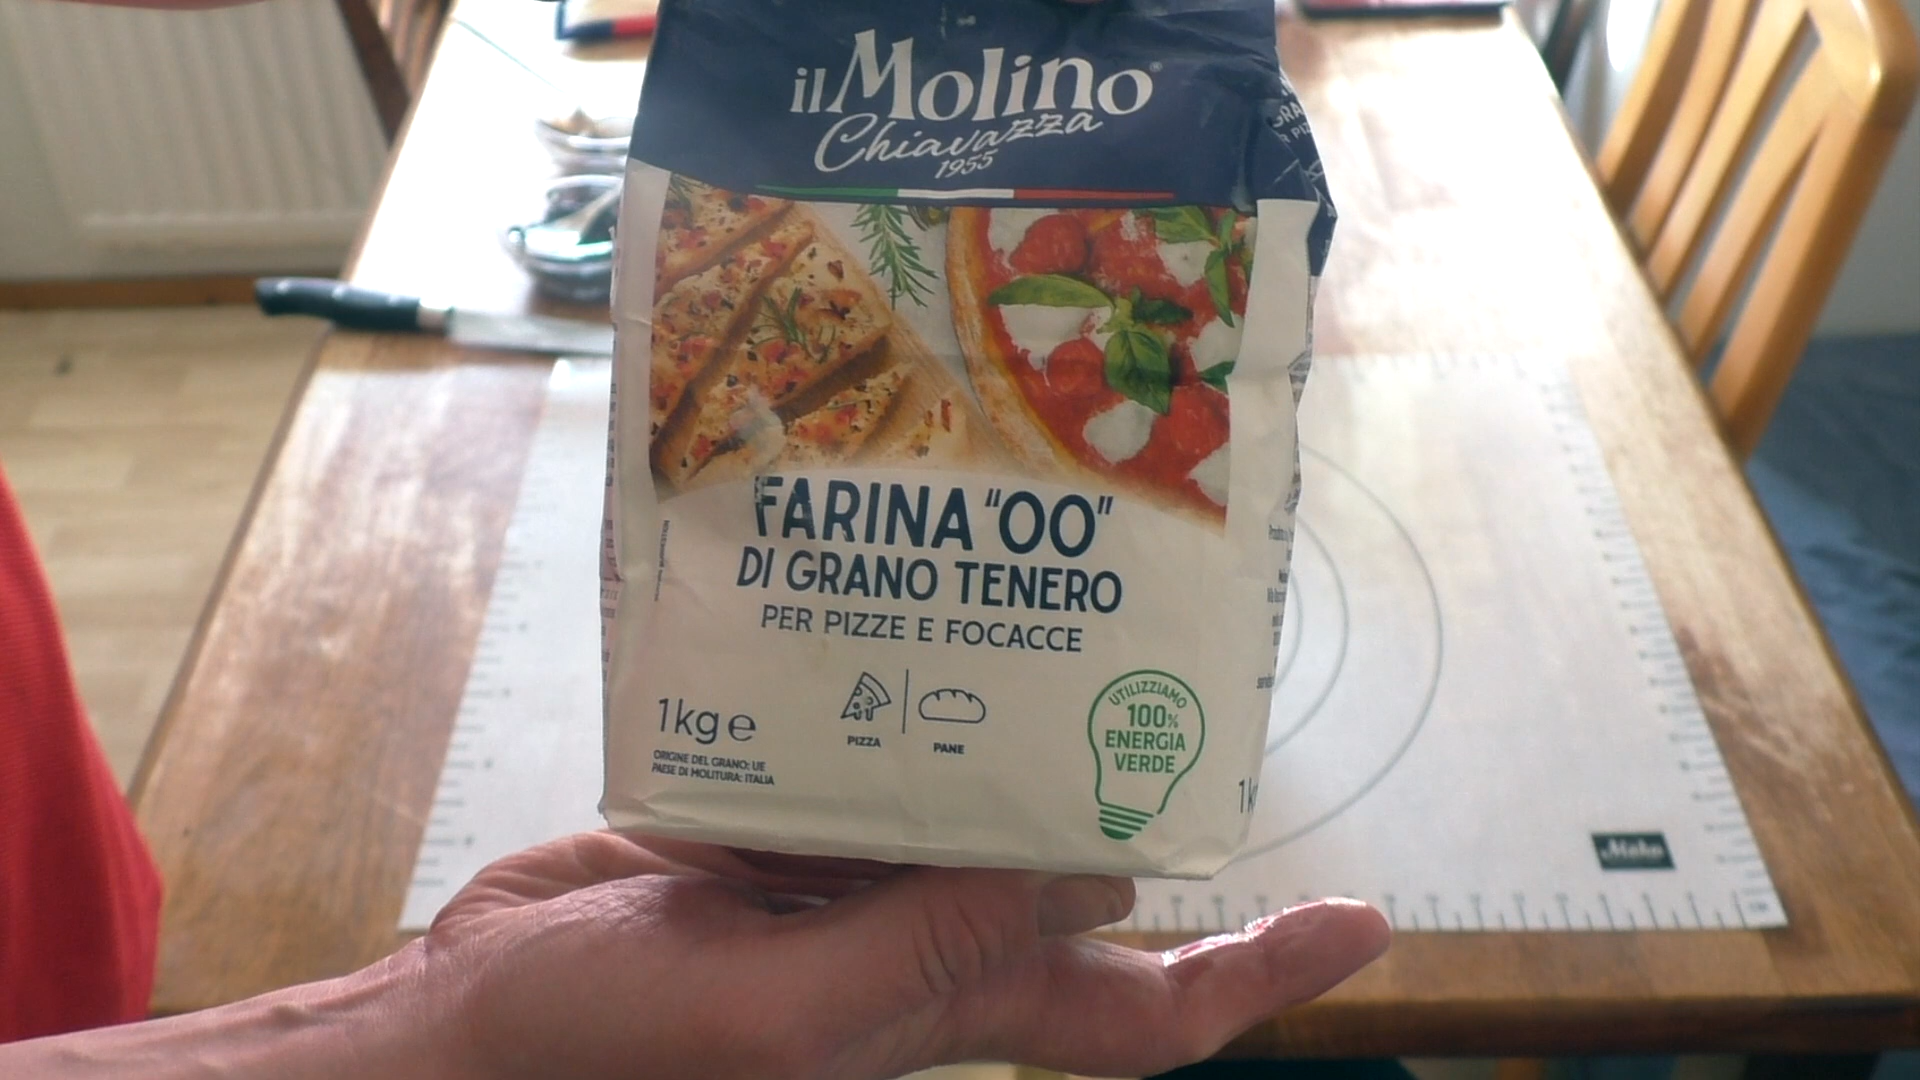 il Molino®
Chiavazza
1955
FARINA "00"
DI GRANO TENERO
PER PIZZE E FOCACCE
1kg e
ORIGINE DEL GRANO: UE
PAESE DI MOLITURA: ITALIA
PIZZA
PANE
UTILIZZIAMO
100%
ENERGIA
VERDE